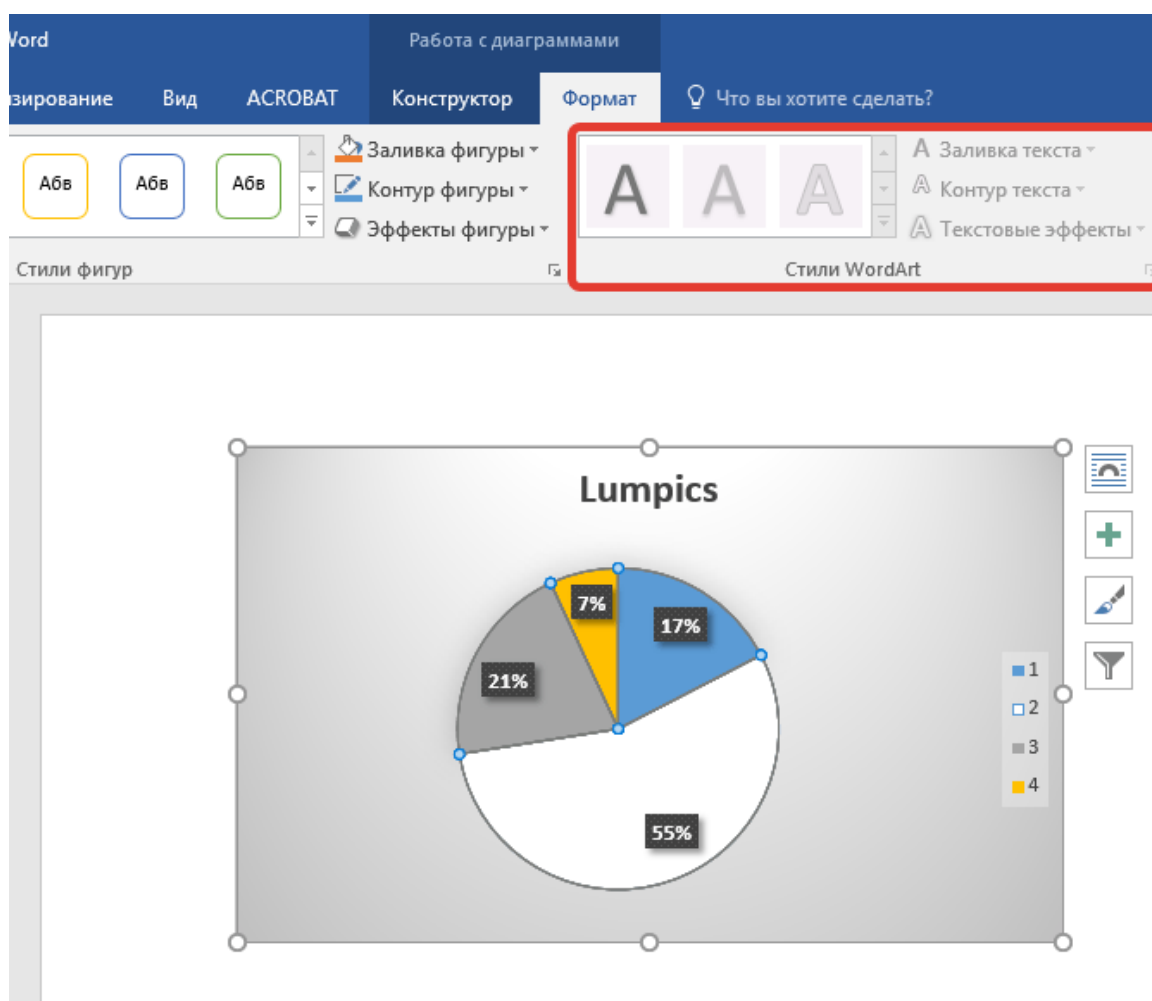 Word
Работа с диаграммами
Вид
ACROBAT
Конструктор
Формат
Что вы хотите сделать?
Абв
Абв
Абв
Заливка фигуры
Контур фигуры
Эффекты фигуры
Стили фигур
A
A
A
A Заливка текста
A Контур текста
A Текстовые эффекты
Стили WordArt
Lumpics
7%
17%
21%
55%
1
2
3
4